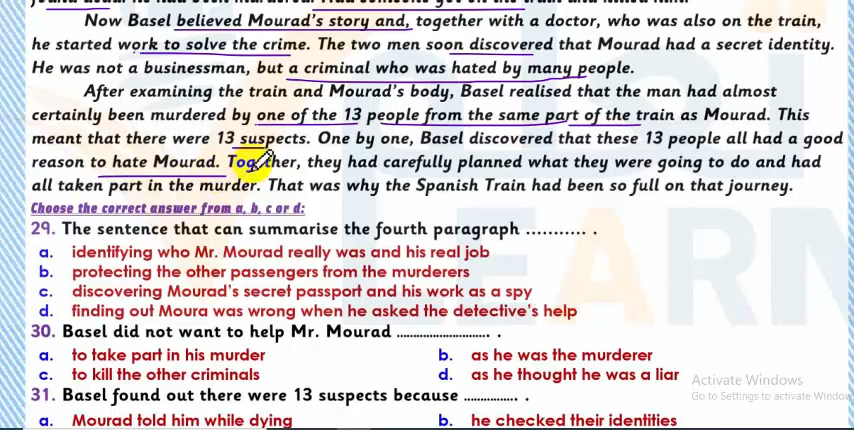 Now Basel believed Mourad's story and, together with a doctor, who was also on the train,
he started work to solve the crime. The two men soon discovered that Mourad had a secret identity.
He was not a businessman, but a criminal who was hated by many people.
After examining the train and Mourad's body, Basel realised that the man had almost
certainly been murdered by one of the 13 people from the same part of the train as Mourad. This
meant that there were 13 suspects. One by one, Basel discovered that these 13 people all had a good
reason to hate Mourad. Together, they had carefully planned what they were going to do and had
all taken part in the murder. That was why the Spanish Train had been so full on that journey.
Choose the correct answer from a, b, c or d:
29. The sentence that can summarise the fourth paragraph ........... .
a. identifying who Mr. Mourad really was and his real job
b. protecting the other passengers from the murderers
c. discovering Mourad's secret passport and his work as a spy
d. finding out Moura was wrong when he asked the detective's help
30. Basel did not want to help Mr. Mourad ............................ .
a. to take part in his murder b. as he was the murderer
c. to kill the other criminals d. as he thought he was a liar
31. Basel found out there were 13 suspects because ................ .
a. Mourad told him while dying b. he checked their identities
Activate Windows
Go to Settings to activate Window
LEARN